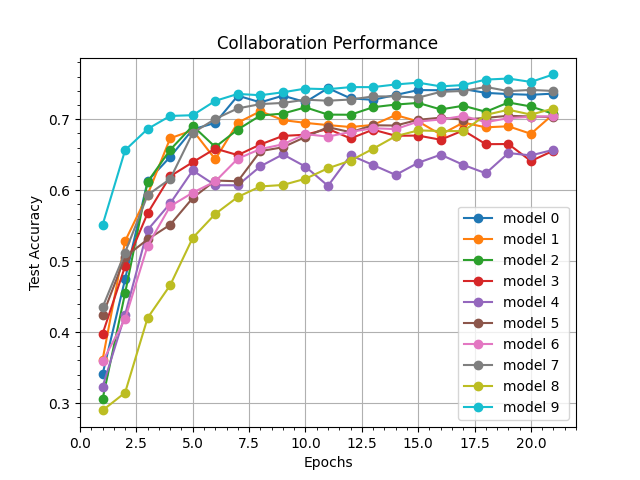 Collaboration Performance
Test Accuracy
0.7
0.6
0.5
0.4
0.3
0.0 2.5 5.0 7.5 10.0 12.5 15.0 17.5 20.0
Epochs
model 0
model 1
model 2
model 3
model 4
model 5
model 6
model 7
model 8
model 9